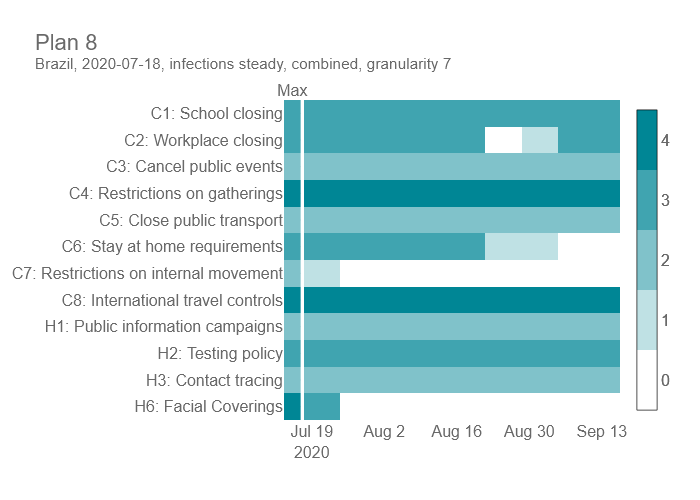 Plan 8
Brazil, 2020-07-18, infections steady, combined, granularity 7
Max
C1: School closing
C2: Workplace closing
C3: Cancel public events
C4: Restrictions on gatherings
C5: Close public transport
C6: Stay at home requirements
C7: Restrictions on internal movement
C8: International travel controls
H1: Public information campaigns
H2: Testing policy
H3: Contact tracing
H6: Facial Coverings
Jul 19 Aug 2 Aug 16 Aug 30 Sep 13
2020
4
3
2
1
0